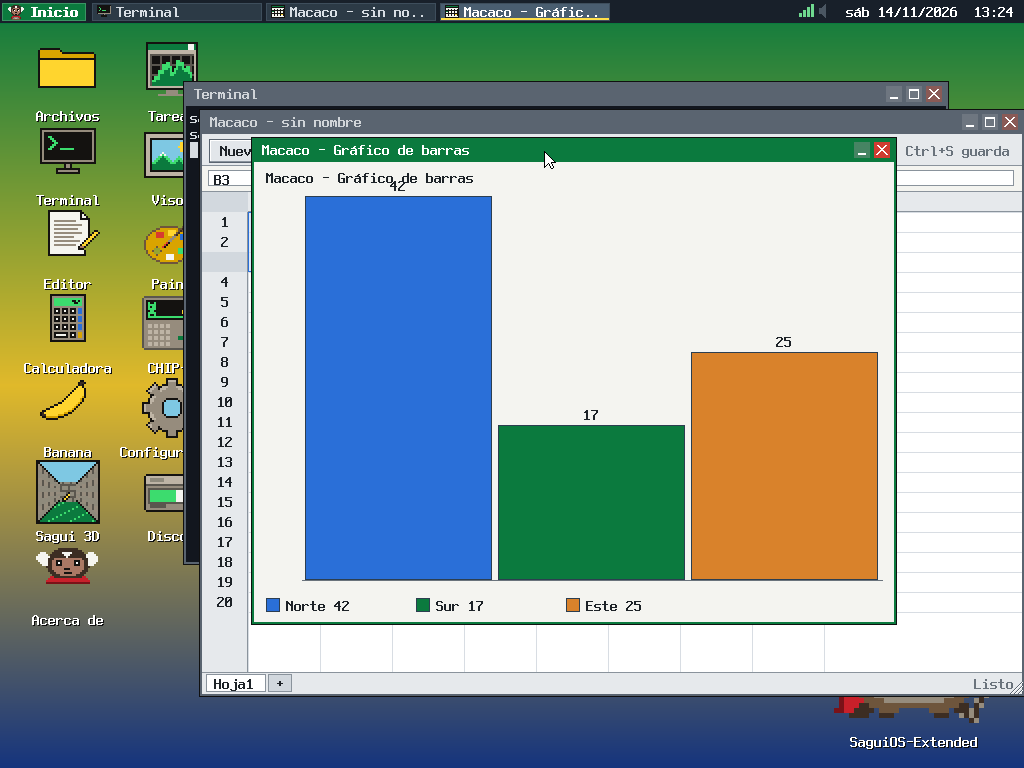 Inicio
Terminal
Macaco - sin no..
Macaco - Gráfic..
sáb 14/11/2026 13:24
Archivos
Terminal
Editor
Calculadora
CHIP-
Banana
Sagui 3D
Acerca de
Terminal
Macaco - sin nombre
Ctrl+S guarda
B3
1
2
4
5
6
7
8
9
10
11
12
13
14
15
16
17
18
19
20
Macaco - Gráfico de barras
Macaco - Gráfico de barras
42
17
25
Norte 42
Sur 17
Este 25
Hoja1
+
Listo
SaguiOS-Extended